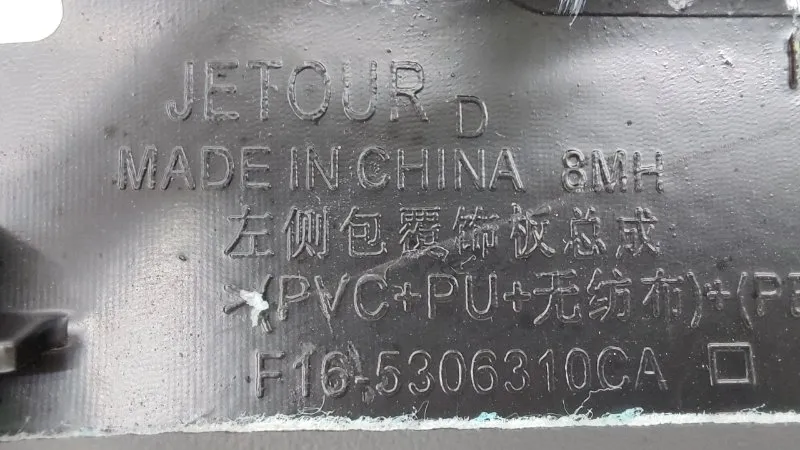 JETOUR D
MADE IN CHINA 8MH
左侧包覆饰板总成
>(PVC+PU+无纺布)+(P
F16-5306310CA